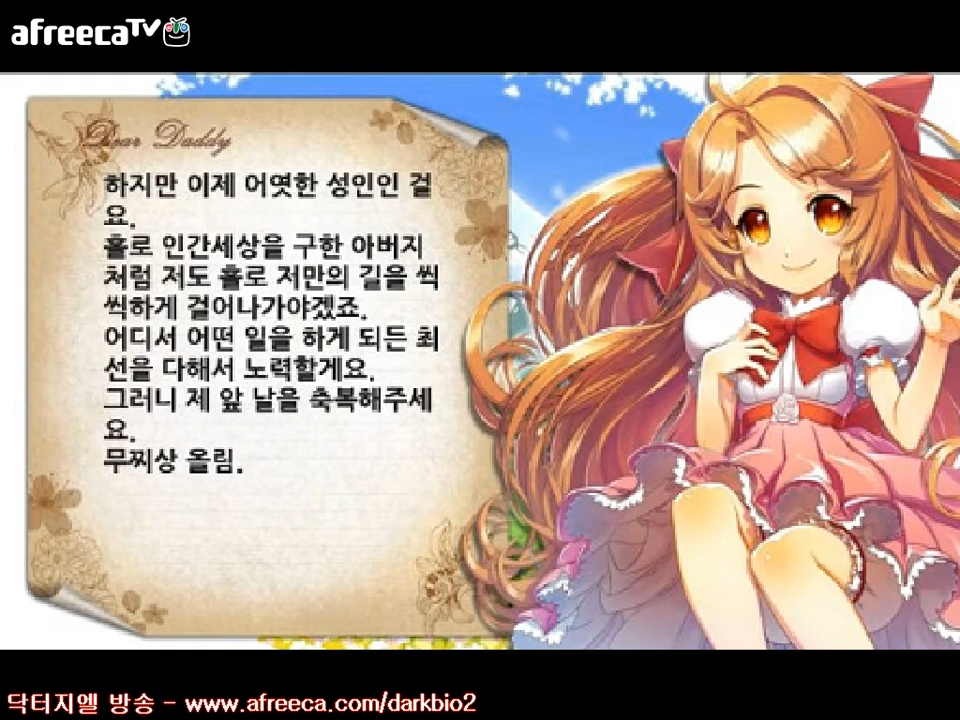 afreecaTV
Dear Daddy
하지만 이제 어엿한 성인인 걸
요.
홀로 인간세상을 구한 아버지
처럼 저도 홀로 저만의 길을 씩
씩하게 걸어나가야겠죠.
어디서 어떤 일을 하게 되든 최
선을 다해서 노력할게요.
그러니 제 앞 날을 축복해주세
요.
무찌상 올림.
닥터지엘 방송 - www.afreeca.com/darkbio2